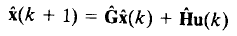 x̂(k + 1) = Ĝx̂(k) + Ĥu(k)